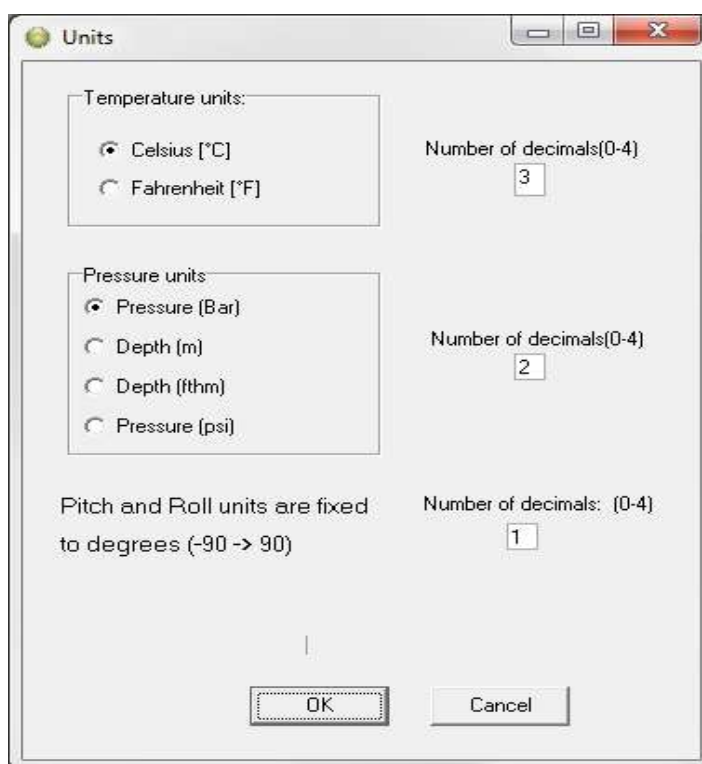 Units
Temperature units:
Celsius [°C]
Fahrenheit [°F]
Number of decimals(0-4)
3
Pressure units
Pressure (Bar)
Depth (m)
Depth (fthm)
Pressure (psi)
Number of decimals(0-4)
2
Pitch and Roll units are fixed
to degrees (-90 -> 90)
Number of decimals: (0-4)
1
OK
Cancel